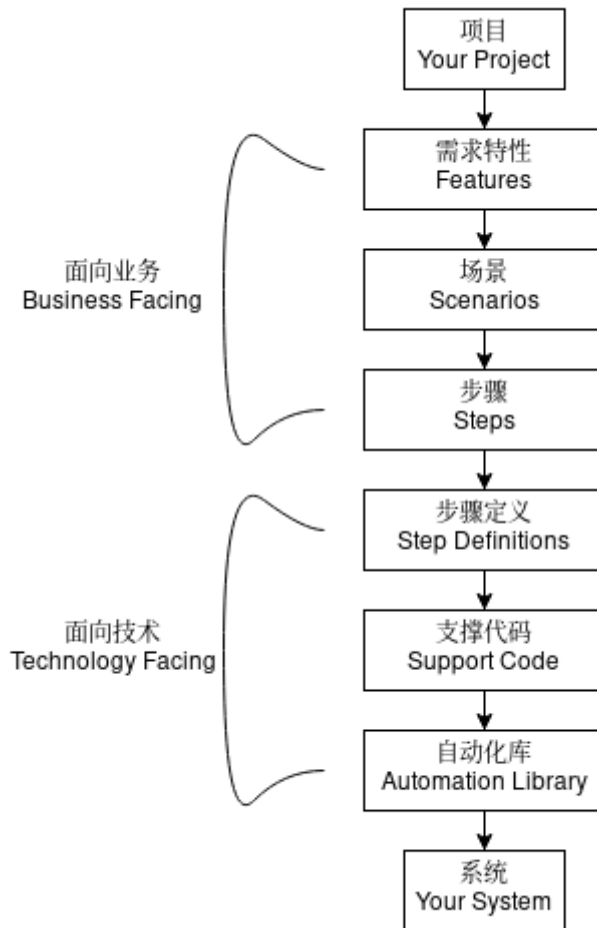 项目
Your Project
需求特性
Features
面向业务
Business Facing
场景
Scenarios
步骤
Steps
步骤定义
Step Definitions
面向技术
Technology Facing
支撑代码
Support Code
自动化库
Automation Library
系统
Your System